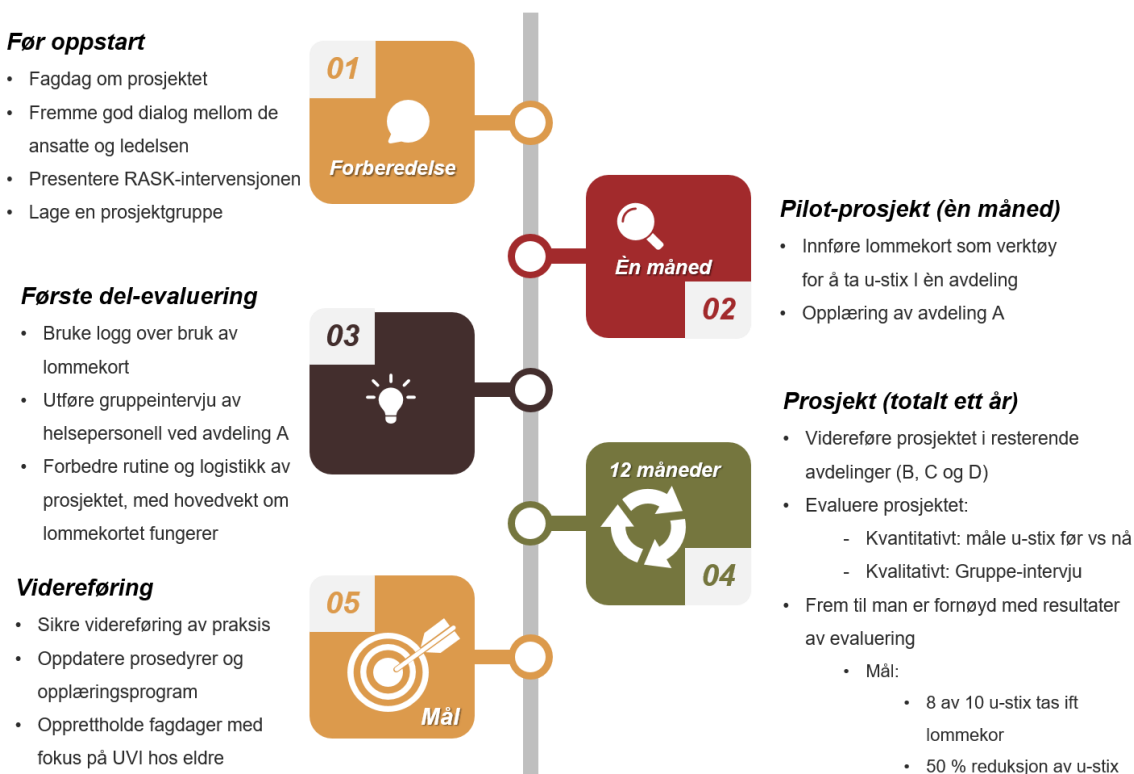 Før oppstart
• Fagdag om prosjektet
• Fremme god dialog mellom de
ansatte og ledelsen
• Presentere RASK-intervensjonen
• Lage en prosjektgruppe
01
Forberedelse
Èn måned
02
Pilot-prosjekt (èn måned)
• Innføre lommekort som verktøy
for å ta u-stix I èn avdeling
• Opplæring av avdeling A
Første del-evaluering
• Bruke logg over bruk av
lommekort
• Utføre gruppeintervju av
helsepersonell ved avdeling A
• Forbedre rutine og logistikk av
prosjektet, med hovedvekt om
lommekortet fungerer
03
12 måneder
04
Prosjekt (totalt ett år)
• Videreføre prosjektet i resterende
avdelinger (B, C og D)
• Evaluere prosjektet:
- Kvantitativt: måle u-stix før vs nå
- Kvalitativt: Gruppe-intervju
• Frem til man er fornøyd med resultater
av evaluering
• Mål:
• 8 av 10 u-stix tas ift
lommekor
• 50 % reduksjon av u-stix
Videreføring
• Sikre videreføring av praksis
• Oppdatere prosedyrer og
opplæringsprogram
• Opprettholde fagdager med
fokus på UVI hos eldre
05
Mål